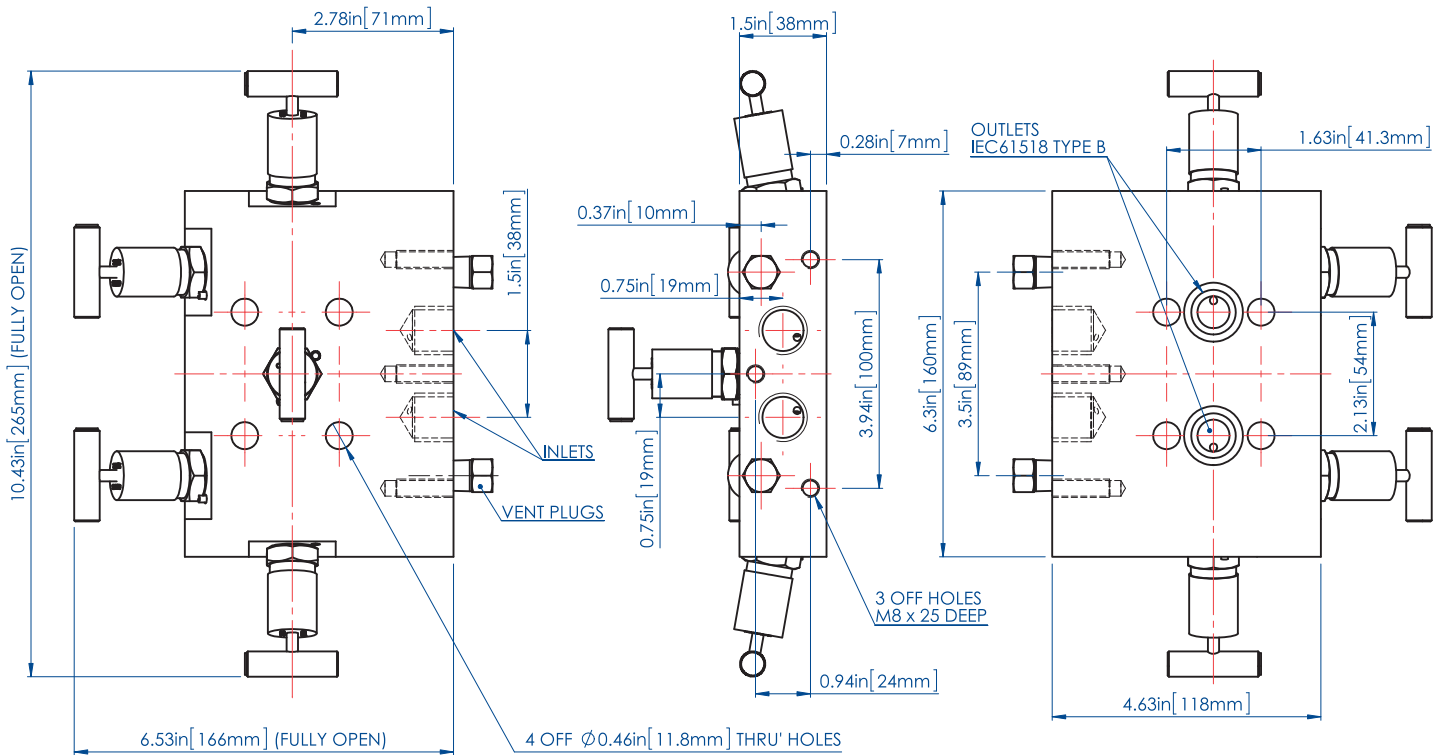 2.78in[71mm]
10.43in[265mm] (FULLY OPEN)
1.5in[38mm]
INLETS
VENT PLUGS
6.53in[166mm] (FULLY OPEN)
4 OFF Ø0.46in[11.8mm] THRU' HOLES
1.5in[38mm]
0.28in[7mm]
0.37in[10mm]
0.75in[19mm]
3.94in[100mm]
0.75in[19mm]
3 OFF HOLES
M8 x 25 DEEP
0.94in[24mm]
OUTLETS
IEC61518 TYPE B
1.63in[41.3mm]
6.3in[160mm]
3.5in[89mm]
2.13in[54mm]
4.63in[118mm]